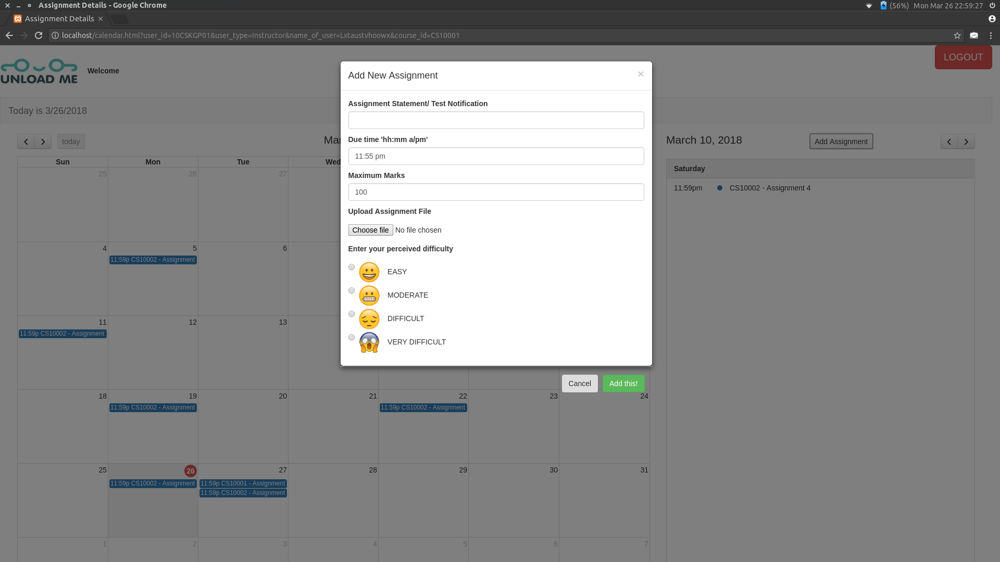 Assignment Details - Google Chrome
(56%) Mon Mar 26 22:59:27
Assignment Details
localhost/calendar.html?user_id=10CSKGP01&user_type=Instructor&name_of_user=Lxtaustvhoowx&course_id=CS10001
LOGOUT
UNLOAD ME
Welcome
Today is 3/26/2018
today
Ma
Sun Mon Tue Wed
25 26 27
4 5 6
11:59p CS10002 - Assignment
11 12 13
11:59p CS10002 - Assignment
18 19 20 21 22 23 24
11:59p CS10002 - Assignment 11:59p CS10002 - Assignment
25 26 27 28 29 30 31
11:59p CS10002 - Assignment 11:59p CS10001 - Assignment
11:59p CS10002 - Assignment
1 2 3 4 5 6 7
Add New Assignment ×
Assignment Statement/ Test Notification
Due time 'hh:mm a/pm'
11:55 pm
Maximum Marks
100
Upload Assignment File
Choose file No file chosen
Enter your perceived difficulty
EASY
MODERATE
DIFFICULT
VERY DIFFICULT
Cancel Add this!
March 10, 2018 Add Assignment
Saturday
11:59pm CS10002 - Assignment 4